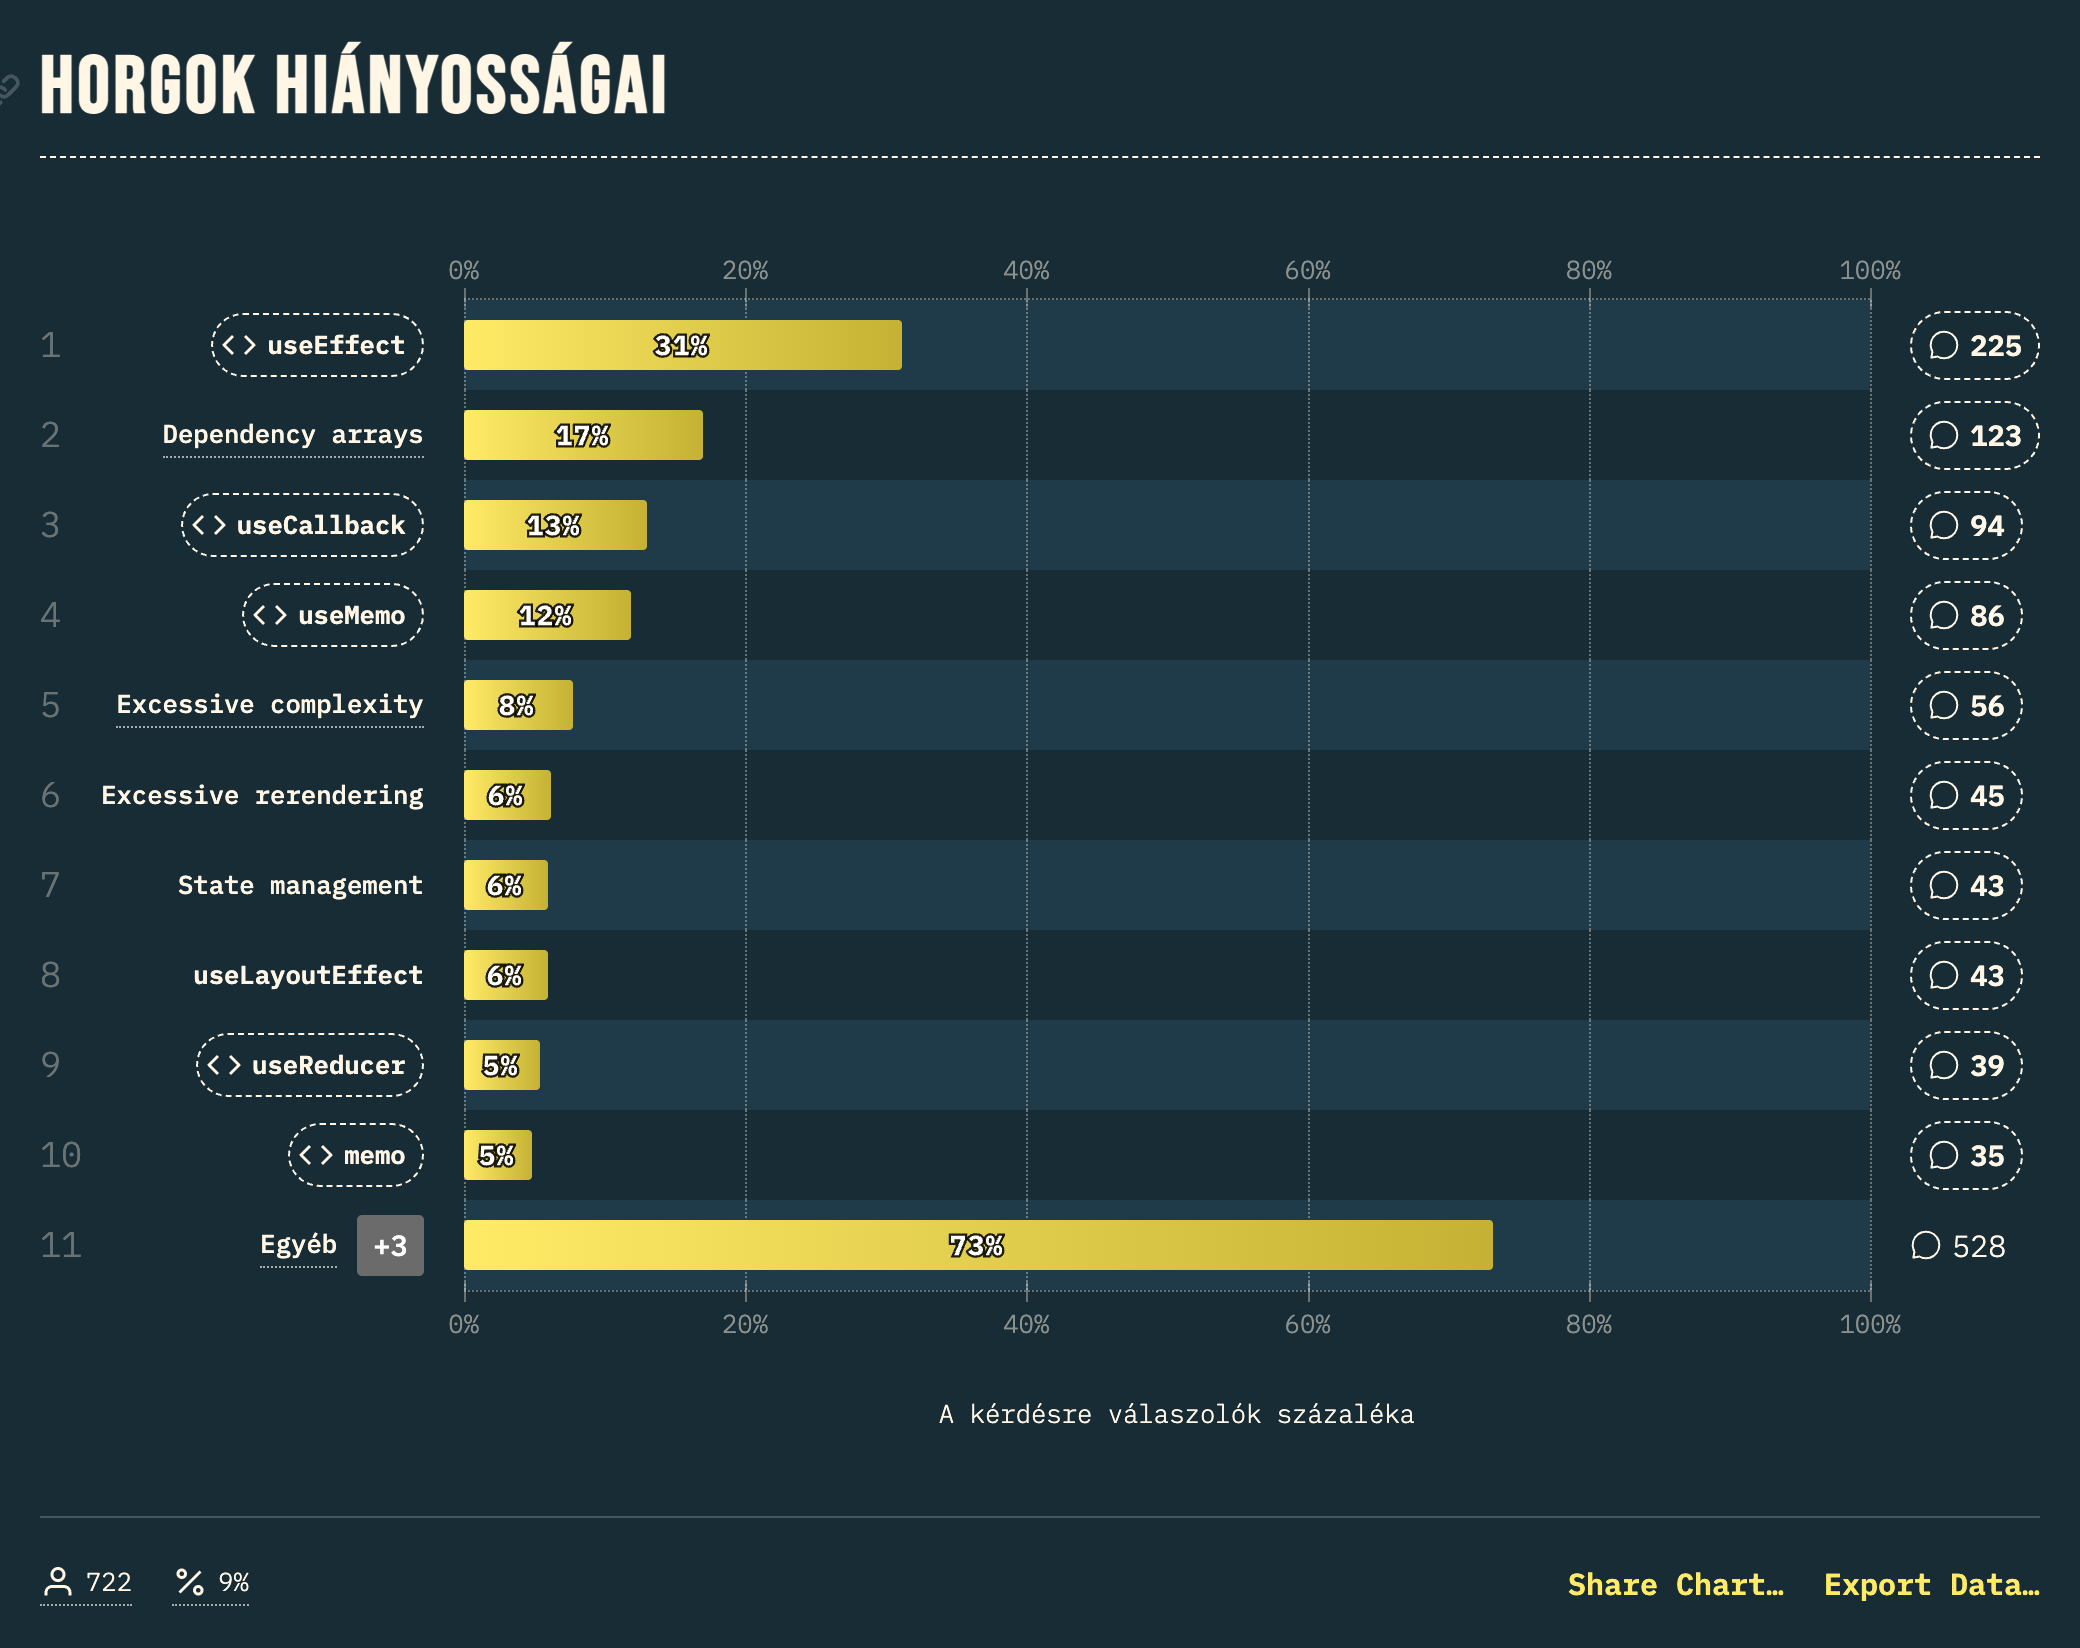 HORGOK HIÁNYOSSÁGAI
0% 20% 40% 60% 80% 100%
1 <> useEffect 31% 225
2 Dependency arrays 17% 123
3 <> useCallback 13% 94
4 <> useMemo 12% 86
5 Excessive complexity 8% 56
6 Excessive rerendering 6% 45
7 State management 6% 43
8 useLayoutEffect 6% 43
9 <> useReducer 5% 39
10 <> memo 5% 35
11 Egyéb +3 73% 528
0% 20% 40% 60% 80% 100%
A kérdésre válaszolók százaléka
722 % 9% Share Chart… Export Data…